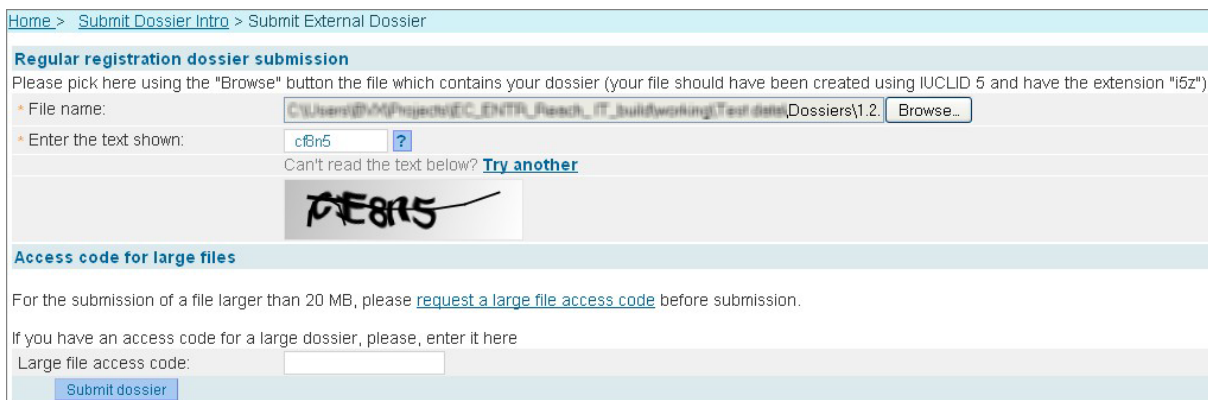 Home > Submit Dossier Intro > Submit External Dossier
Regular registration dossier submission
Please pick here using the "Browse" button the file which contains your dossier (your file should have been created using IUCLID 5 and have the extension "i5z")
* File name: \Dossiers\1.2. Browse...
* Enter the text shown: cf8n5 ?
Can't read the text below? Try another
Access code for large files
For the submission of a file larger than 20 MB, please request a large file access code before submission.
If you have an access code for a large dossier, please, enter it here
Large file access code:
Submit dossier